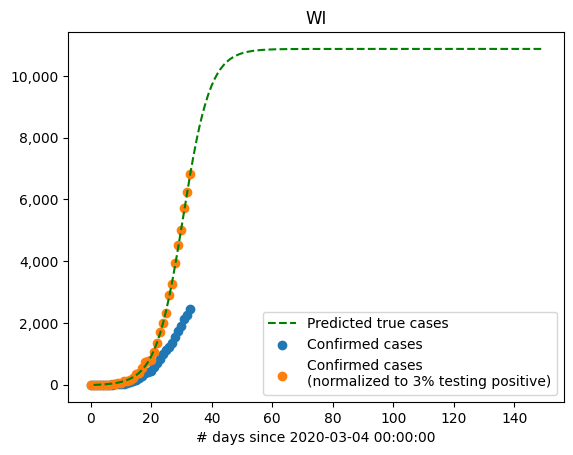 WI
10,000
8,000
6,000
4,000
2,000
0
0 20 40 60 80 100 120 140
# days since 2020-03-04 00:00:00
Predicted true cases
Confirmed cases
Confirmed cases
(normalized to 3% testing positive)